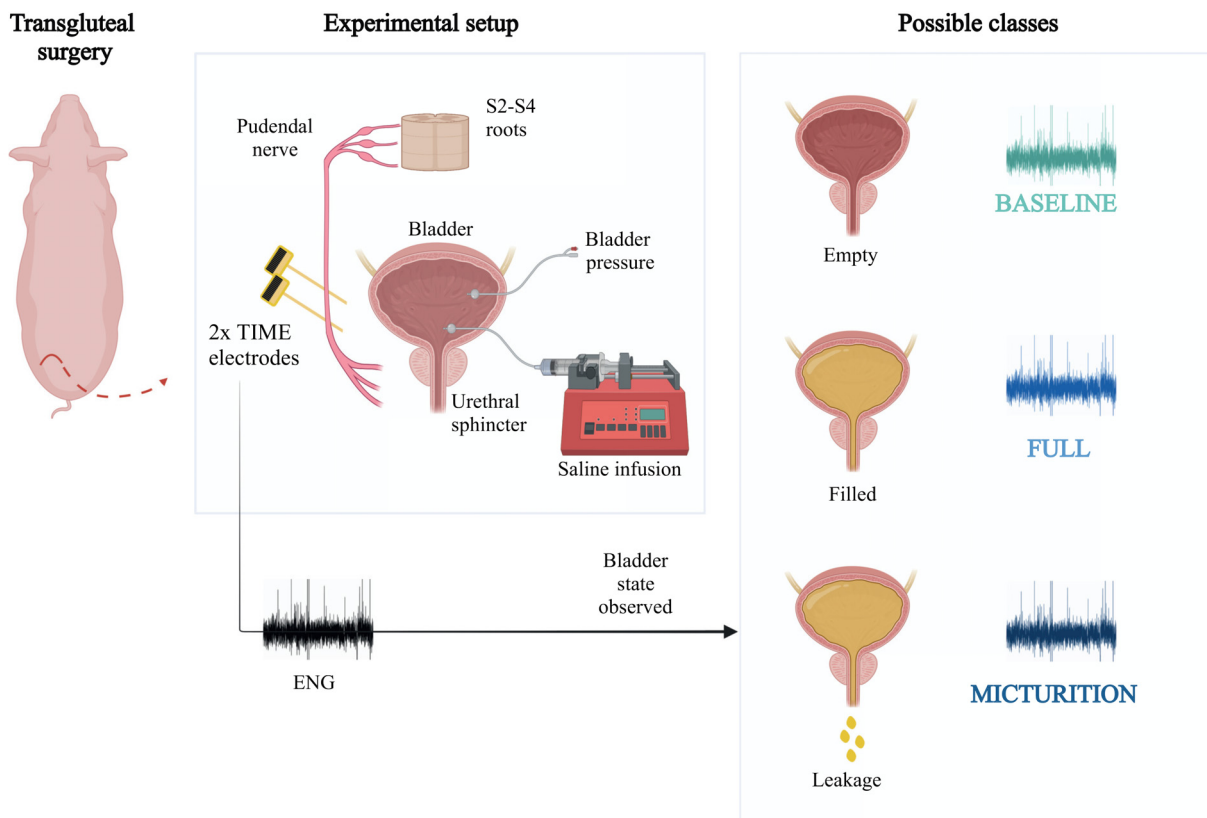 Transgluteal
surgery
Experimental setup
Possible classes
Pudendal
nerve
S2-S4
roots
Bladder
Bladder
pressure
2x TIME
electrodes
Urethral
sphincter
Saline infusion
Empty
BASELINE
Filled
FULL
Bladder
state
observed
ENG
Leakage
MICTURITION